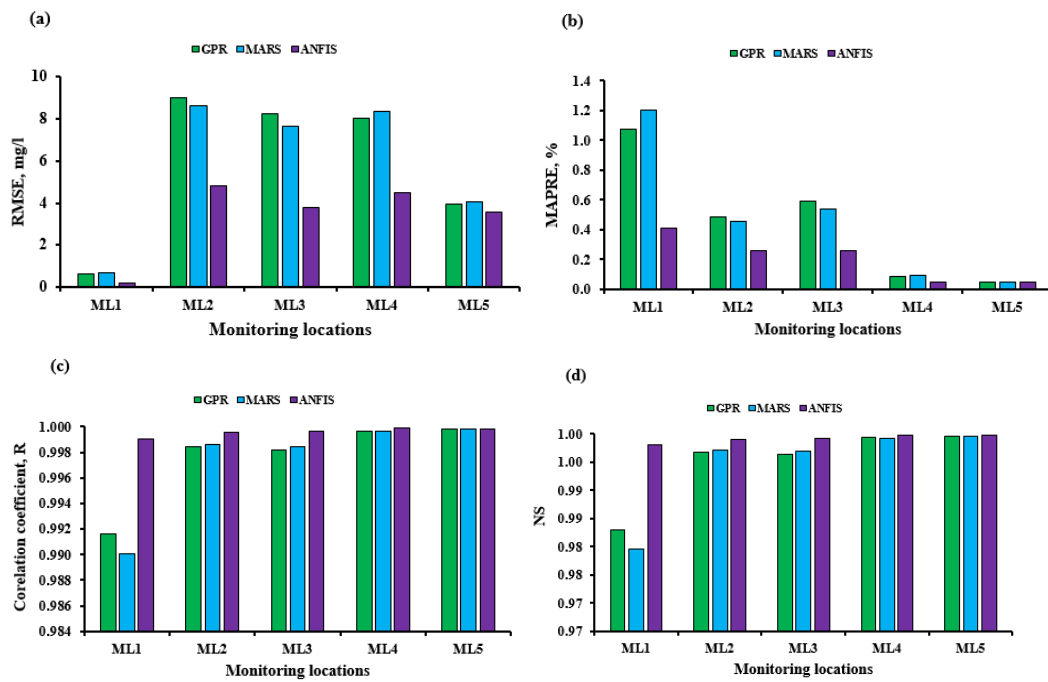 (a)
GPR MARS ANFIS
RMSE, mg/l
10
8
6
4
2
0
ML1 ML2 ML3 ML4 ML5
Monitoring locations
(b)
GPR MARS ANFIS
MAPRE, %
1.4
1.2
1.0
0.8
0.6
0.4
0.2
0.0
ML1 ML2 ML3 ML4 ML5
Monitoring locations
(c)
GPR MARS ANFIS
Corelation coefficient, R
1.000
0.998
0.996
0.994
0.992
0.990
0.988
0.986
0.984
ML1 ML2 ML3 ML4 ML5
Monitoring locations
(d)
GPR MARS ANFIS
NS
1.00
1.00
0.99
0.99
0.98
0.98
0.97
0.97
ML1 ML2 ML3 ML4 ML5
Monitoring locations